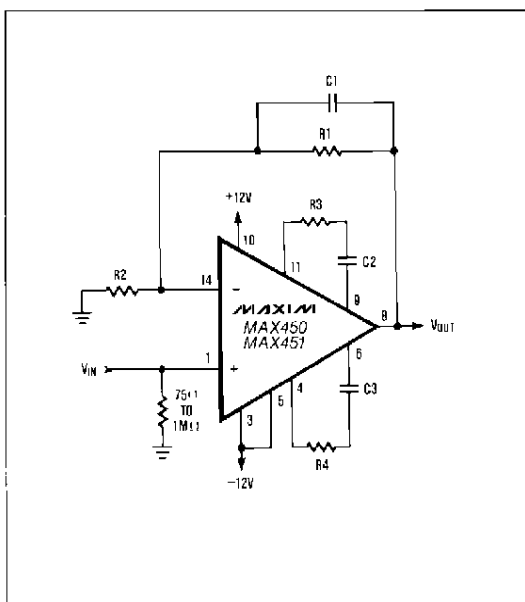 C1
R1
+12V
R3
10
11
C2
R2
14
−
9
MAXIM
MAX450
MAX451
8
VOUT
VIN
1
+
6
75Ω
TO
1MΩ
3
5
4
C3
R4
−12V